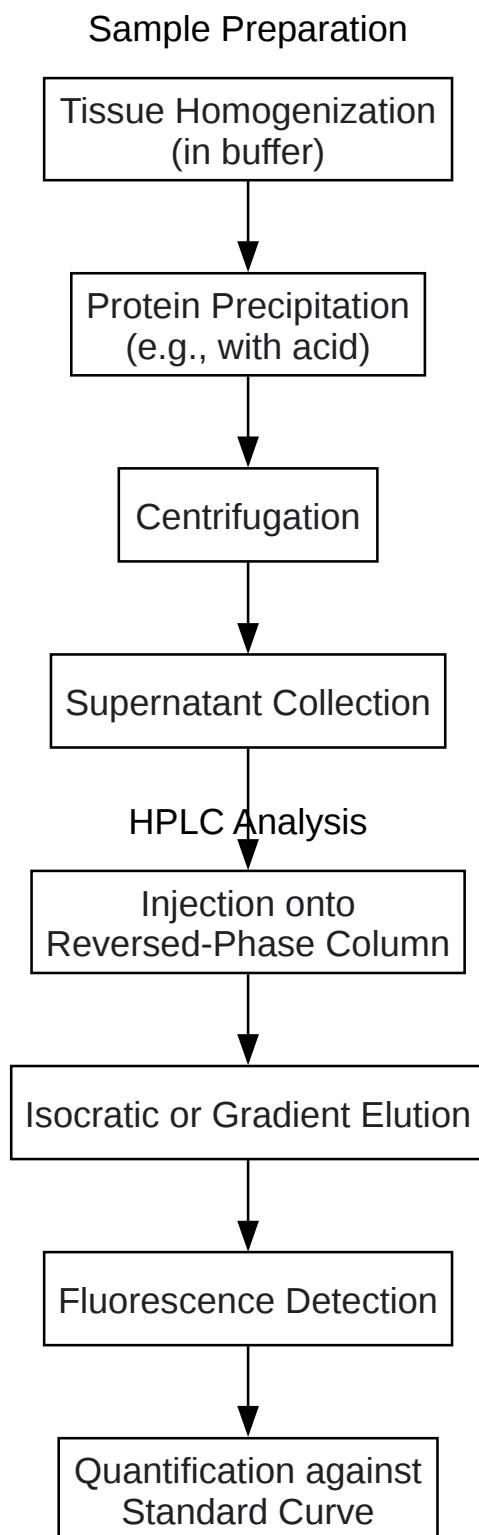 Sample Preparation
Tissue Homogenization
(in buffer)
Protein Precipitation
(e.g., with acid)
Centrifugation
Supernatant Collection
HPLC Analysis
Injection onto
Reversed-Phase Column
Isocratic or Gradient Elution
Fluorescence Detection
Quantification against
Standard Curve